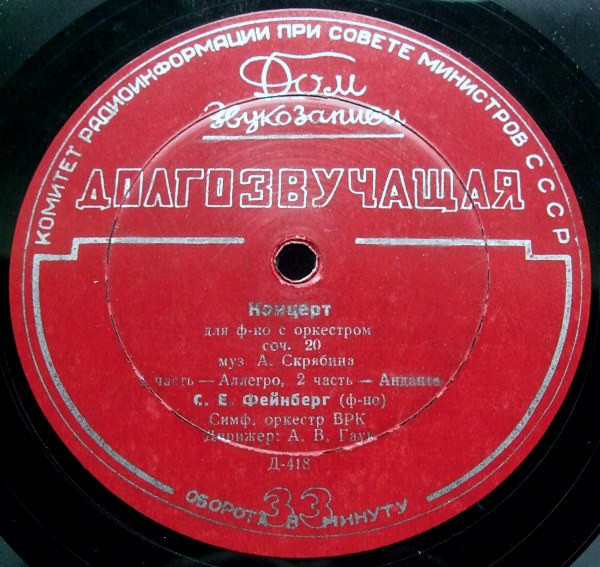 КОМИТЕТ РАДИОИНФОРМАЦИИ ПРИ СОВЕТЕ МИНИСТРОВ СССР
Дом
звукозаписи
ДОЛГОЗВУЧАЩАЯ
Концерт
для ф-но с оркестром
соч. 20
муз А. Скрябина
часть — Аллегро, 2 часть — Анданте
С. Е. Фейнберг (ф-но)
Симф. оркестр ВРК
Дирижер: А. В. Гаук
Д-418
33
ОБОРОТА В МИНУТУ